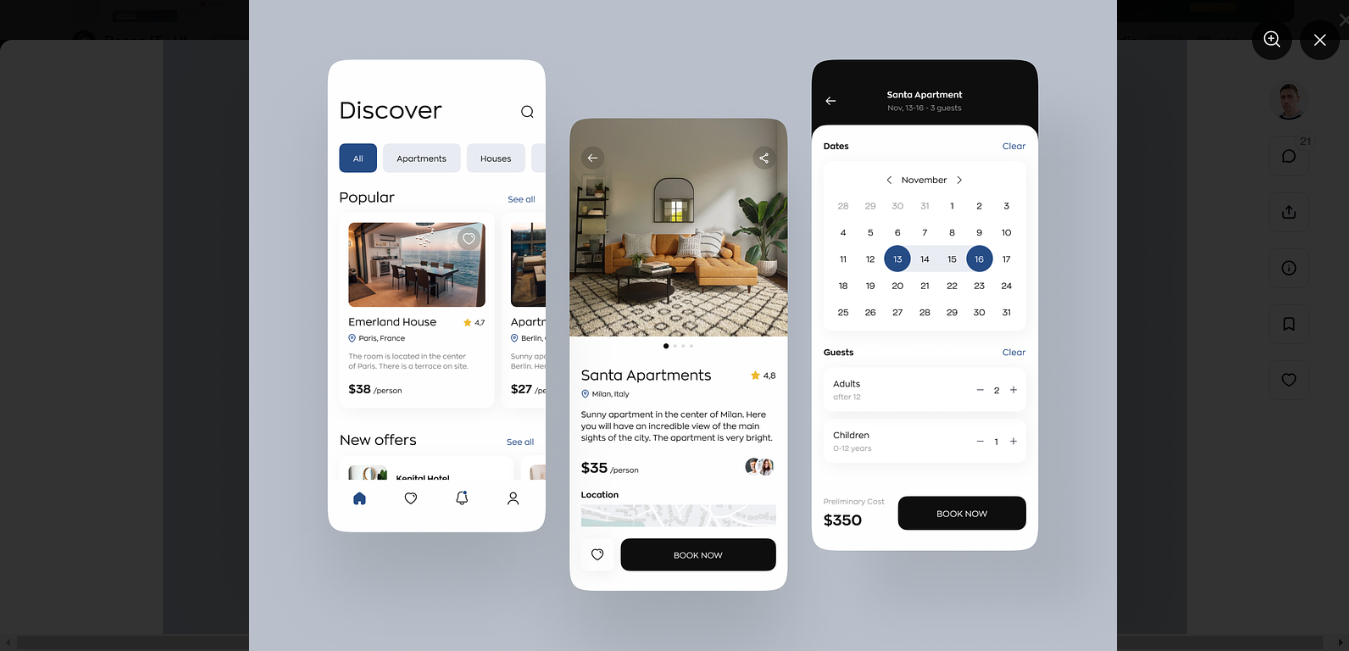 Discover
All Apartments Houses
Popular See all
Emerland House 4,7
Paris, France
The room is located in the center
of Paris. There is a terrace on site.
$38 /person
Berlin,
$27
New offers See all
Kenital Hotel
Santa Apartments 4,8
Milan, Italy
Sunny apartment in the center of Milan. Here
you will have an incredible view of the main
sights of the city. The apartment is very bright.
$35 /person
Location
BOOK NOW
Santa Apartment
Nov, 13-16 - 3 guests
Dates Clear
November
28 29 30 31 1 2 3
4 5 6 7 8 9 10
11 12 13 14 15 16 17
18 19 20 21 22 23 24
25 26 27 28 29 30 31
Guests Clear
Adults
after 12
2
Children
0-12 years
1
Preliminary Cost
$350
BOOK NOW
21